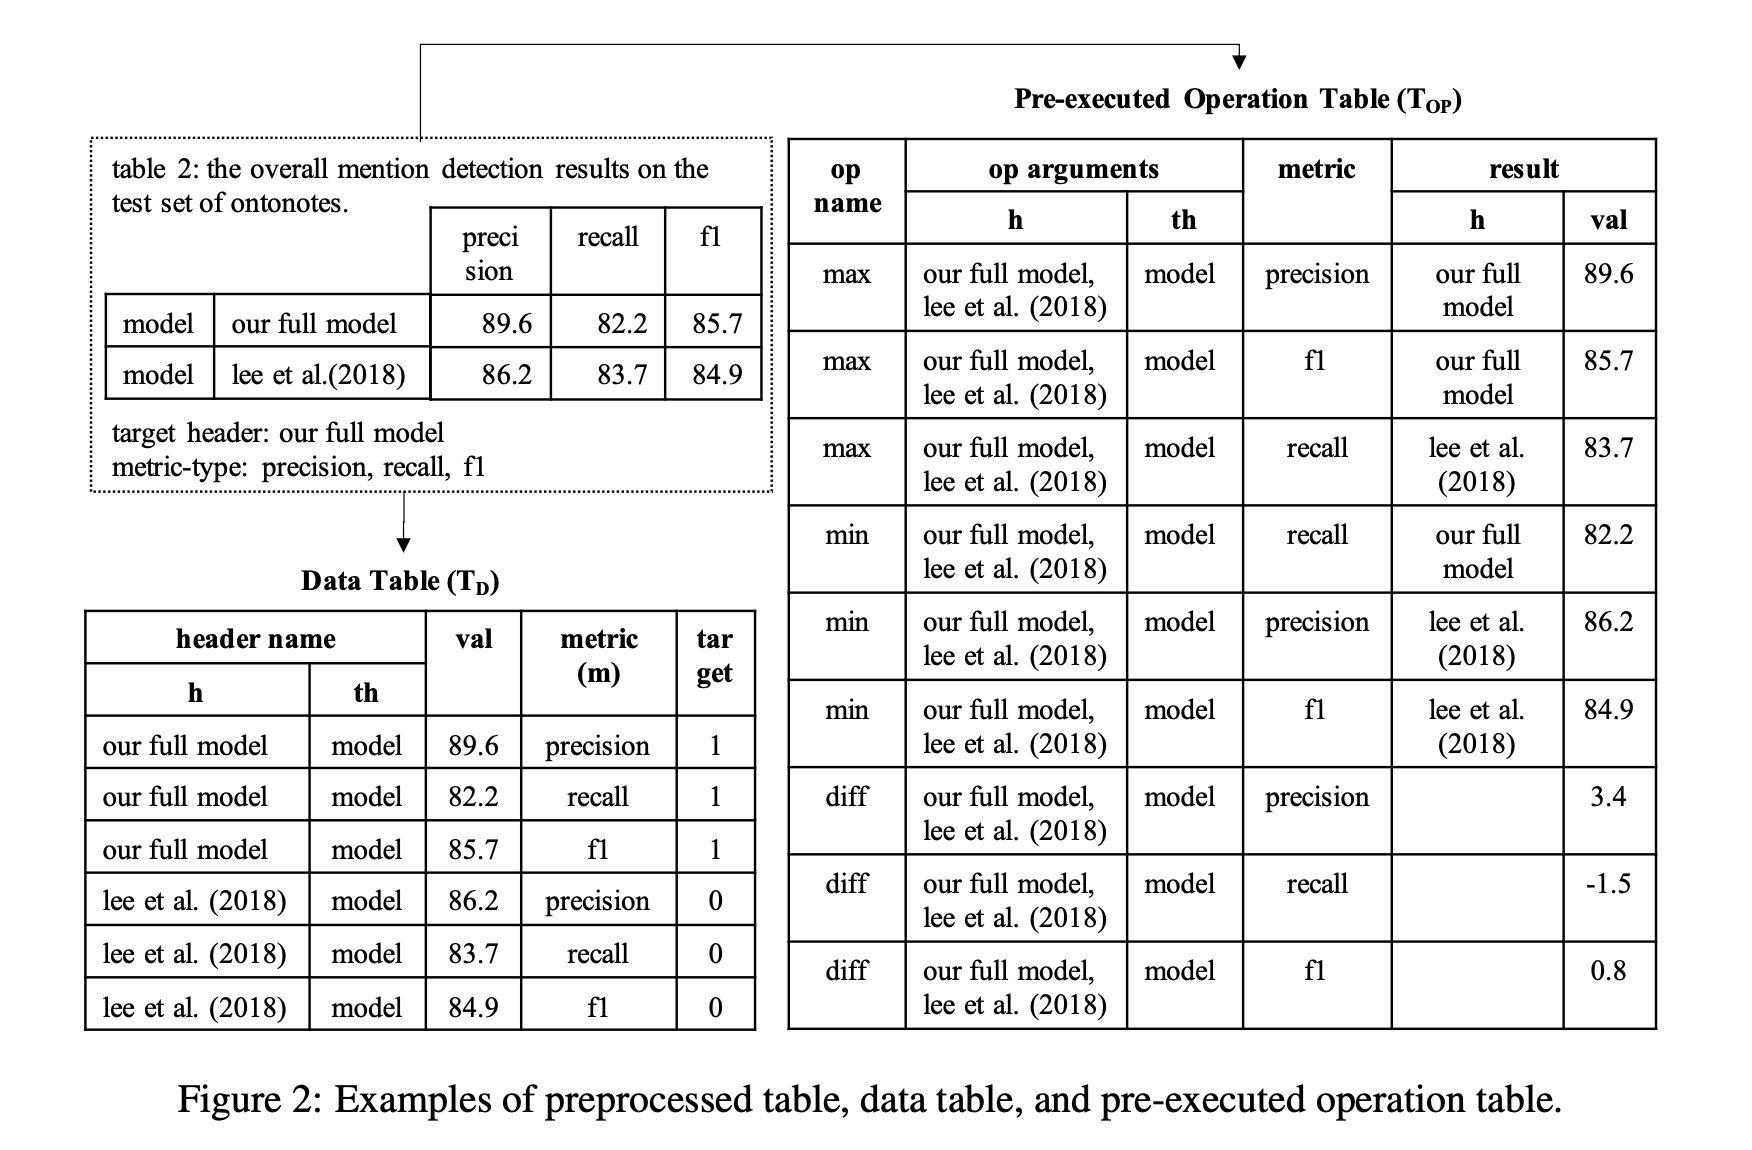 table 2: the overall mention detection results on the
test set of ontonotes.
preci
sion
recall
f1
model our full model 89.6 82.2 85.7
model lee et al.(2018) 86.2 83.7 84.9
target header: our full model
metric-type: precision, recall, f1
Data Table (TD)
header name val metric
(m) tar
get
h th
our full model model 89.6 precision 1
our full model model 82.2 recall 1
our full model model 85.7 f1 1
lee et al. (2018) model 86.2 precision 0
lee et al. (2018) model 83.7 recall 0
lee et al. (2018) model 84.9 f1 0
Pre-executed Operation Table (TOP)
op
name
op arguments metric result
h th h val
max our full model,
lee et al. (2018) model precision our full
model 89.6
max our full model,
lee et al. (2018) model f1 our full
model 85.7
max our full model,
lee et al. (2018) model recall lee et al.
(2018) 83.7
min our full model,
lee et al. (2018) model recall our full
model 82.2
min our full model,
lee et al. (2018) model precision lee et al.
(2018) 86.2
min our full model,
lee et al. (2018) model f1 lee et al.
(2018) 84.9
diff our full model,
lee et al. (2018) model precision 3.4
diff our full model,
lee et al. (2018) model recall -1.5
diff our full model,
lee et al. (2018) model f1 0.8
Figure 2: Examples of preprocessed table, data table, and pre-executed operation table.